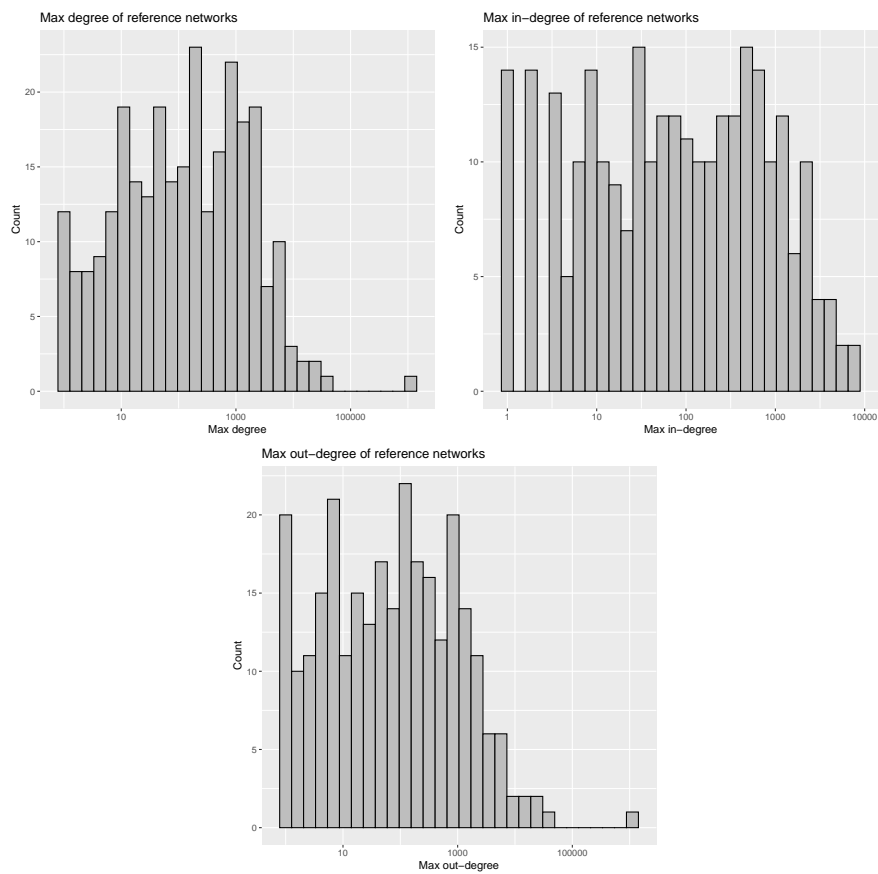 Max degree of reference networks
20
15
10
5
0
Count
10
1000
100000
Max degree
Max in−degree of reference networks
15
10
5
0
Count
1
10
100
1000
10000
Max in−degree
Max out−degree of reference networks
20
15
10
5
0
Count
10
1000
100000
Max out−degree